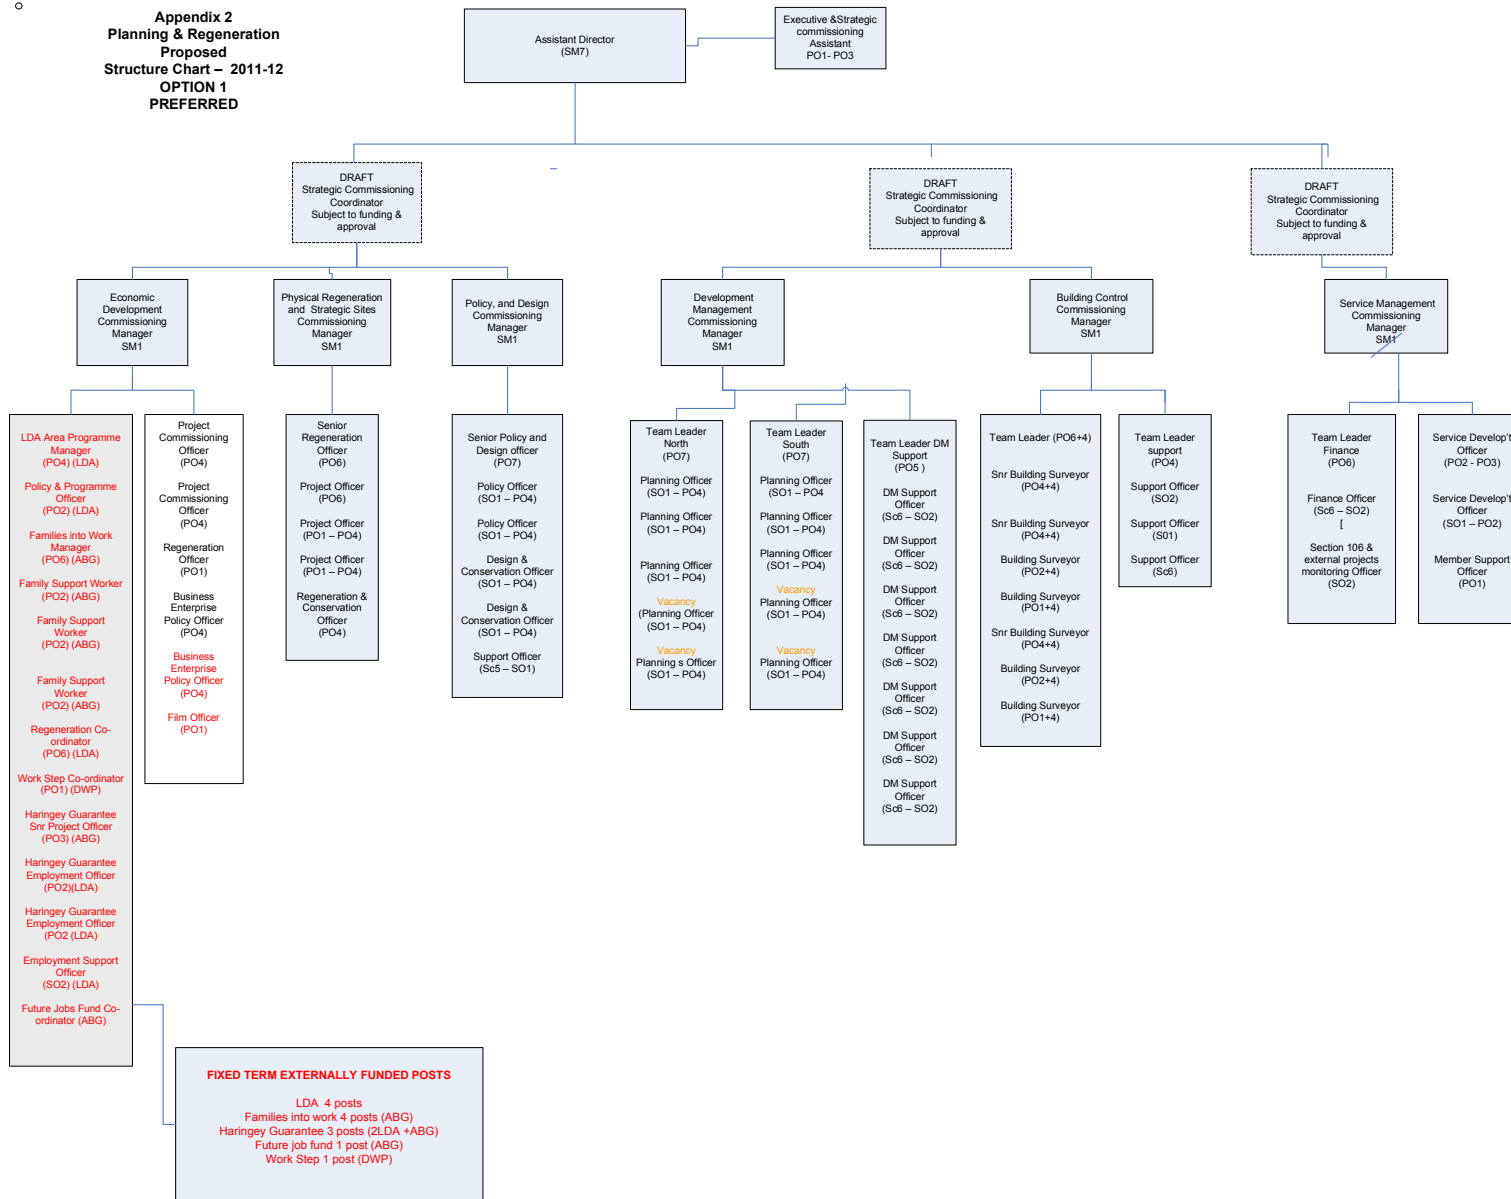 Appendix 2
Planning & Regeneration
Proposed
Structure Chart – 2011-12
OPTION 1
PREFERRED
Assistant Director
(SM7)
Executive &Strategic
commissioning
Assistant
PO1- PO3
DRAFT
Strategic Commissioning
Coordinator
Subject to funding &
approval
DRAFT
Strategic Commissioning
Coordinator
Subject to funding &
approval
DRAFT
Strategic Commissioning
Coordinator
Subject to funding &
approval
Economic
Development
Commissioning
Manager
SM1
Physical Regeneration
and Strategic Sites
Commissioning
Manager
SM1
Policy, and Design
Commissioning
Manager
SM1
Development
Management
Commissioning
Manager
SM1
Building Control
Commissioning
Manager
SM1
Service Management
Commissioning
Manager
SM1
LDA Area Programme
Manager
(PO4) (LDA)
Policy & Programme
Officer
(PO2) (LDA)
Families into Work
Manager
(PO6) (ABG)
Family Support Worker
(PO2) (ABG)
Family Support
Worker
(PO2) (ABG)
Family Support
Worker
(PO2) (ABG)
Regeneration Co-
ordinator
(PO6) (LDA)
Work Step Co-ordinator
(PO1) (DWP)
Haringey Guarantee
Snr Project Officer
(PO3) (ABG)
Haringey Guarantee
Employment Officer
(PO2)(LDA)
Haringey Guarantee
Employment Officer
(PO2 (LDA)
Employment Support
Officer
(SO2) (LDA)
Future Jobs Fund Co-
ordinator (ABG)
Project
Commissioning
Officer
(PO4)
Project
Commissioning
Officer
(PO4)
Regeneration
Officer
(PO1)
Business
Enterprise
Policy Officer
(PO4)
Business
Enterprise
Policy Officer
(PO4)
Film Officer
(PO1)
Senior
Regeneration
Officer
(PO6)
Project Officer
(PO6)
Project Officer
(PO1 – PO4)
Project Officer
(PO1 – PO4)
Regeneration &
Conservation
Officer
(PO4)
Senior Policy and
Design officer
(PO7)
Policy Officer
(SO1 – PO4)
Policy Officer
(SO1 – PO4)
Design &
Conservation Officer
(SO1 – PO4)
Design &
Conservation Officer
(SO1 – PO4)
Support Officer
(Sc5 – SO1)
Team Leader
North
(PO7)
Planning Officer
(SO1 – PO4)
Planning Officer
(SO1 – PO4)
Planning Officer
(SO1 – PO4)
Vacancy
(Planning Officer
(SO1 – PO4)
Vacancy
Planning s Officer
(SO1 – PO4)
Team Leader
South
(PO7)
Planning Officer
(SO1 – PO4
Planning Officer
(SO1 – PO4)
Planning Officer
(SO1 – PO4)
Vacancy
Planning Officer
(SO1 – PO4)
Vacancy
Planning Officer
(SO1 – PO4)
Team Leader DM
Support
(PO5 )
DM Support
Officer
(Sc6 – SO2)
DM Support
Officer
(Sc6 – SO2)
DM Support
Officer
(Sc6 – SO2)
DM Support
Officer
(Sc6 – SO2)
DM Support
Officer
(Sc6 – SO2)
DM Support
Officer
(Sc6 – SO2)
DM Support
Officer
(Sc6 – SO2)
Team Leader (PO6+4)
Snr Building Surveyor
(PO4+4)
Snr Building Surveyor
(PO4+4)
Building Surveyor
(PO2+4)
Building Surveyor
(PO1+4)
Snr Building Surveyor
(PO4+4)
Building Surveyor
(PO2+4)
Building Surveyor
(PO1+4)
Team Leader
support
(PO4)
Support Officer
(SO2)
Support Officer
(S01)
Support Officer
(Sc6)
Team Leader
Finance
(PO6)
Finance Officer
(Sc6 – SO2)
[
Section 106 &
external projects
monitoring Officer
(SO2)
Service Develop't
Officer
(PO2 - PO3)
Service Develop't
Officer
(SO1 – PO2)
Member Support
Officer
(PO1)
FIXED TERM EXTERNALLY FUNDED POSTS
LDA 4 posts
Families into work 4 posts (ABG)
Haringey Guarantee 3 posts (2LDA +ABG)
Future job fund 1 post (ABG)
Work Step 1 post (DWP)